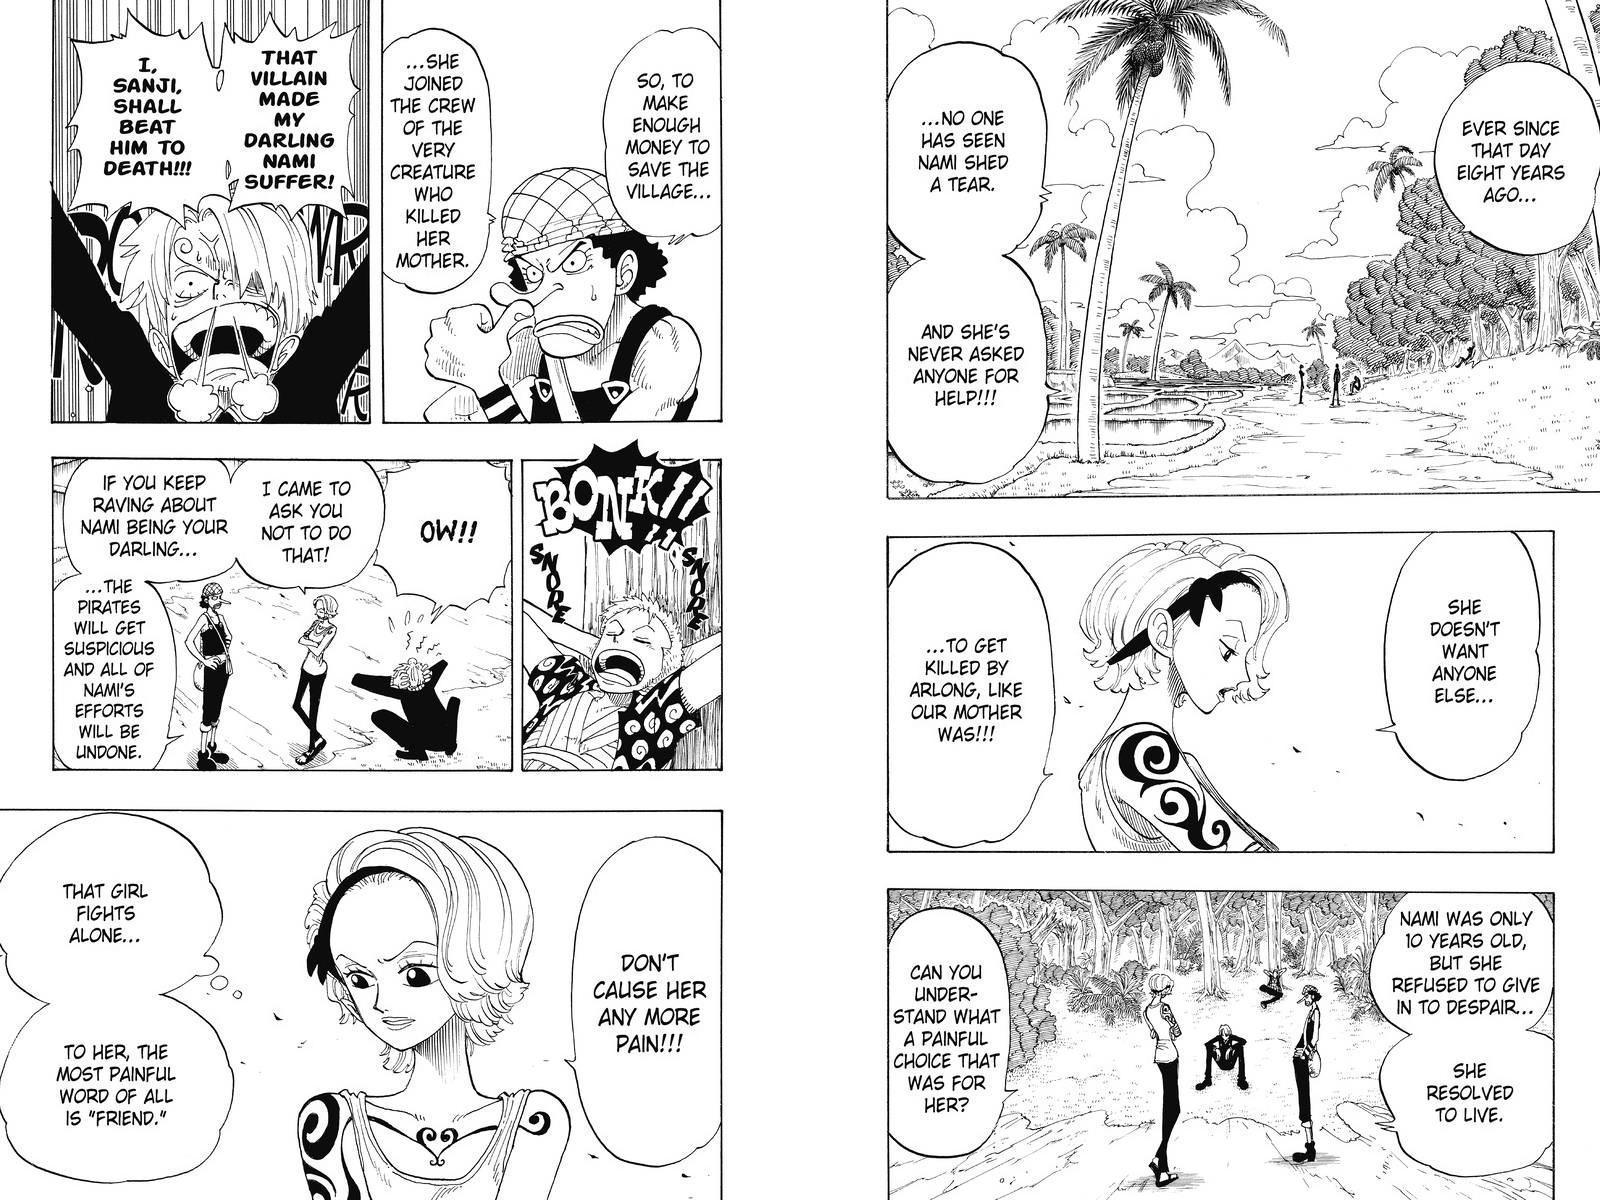 EVER SINCE
THAT DAY
EIGHT YEARS
AGO...
...NO ONE
HAS SEEN
NAMI SHED
A TEAR.
AND SHE'S
NEVER ASKED
ANYONE FOR
HELP!!!
SHE
DOESN'T
WANT
ANYONE
ELSE...
...TO GET
KILLED BY
ARLONG, LIKE
OUR MOTHER
WAS!!!
NAMI WAS ONLY
10 YEARS OLD,
BUT SHE
REFUSED TO GIVE
IN TO DESPAIR...
SHE
RESOLVED
TO LIVE.
CAN YOU
UNDER-
STAND WHAT
A PAINFUL
CHOICE THAT
WAS FOR
HER?
SO, TO
MAKE
ENOUGH
MONEY TO
SAVE THE
VILLAGE...
...SHE
JOINED
THE CREW
OF THE
VERY
CREATURE
WHO
KILLED
HER
MOTHER.
THAT
VILLAIN
MADE
MY
DARLING
NAMI
SUFFER!
I,
SANJI,
SHALL
BEAT
HIM TO
DEATH!!!
BONK!!
SNORE
SNORE
OW!!
I CAME TO
ASK YOU
NOT TO DO
THAT!
IF YOU KEEP
RAVING ABOUT
NAMI BEING YOUR
DARLING...
...THE
PIRATES
WILL GET
SUSPICIOUS
AND ALL OF
NAMI'S
EFFORTS
WILL BE
UNDONE.
DON'T
CAUSE HER
ANY MORE
PAIN!!!
THAT GIRL
FIGHTS
ALONE...
TO HER, THE
MOST PAINFUL
WORD OF ALL
IS "FRIEND."